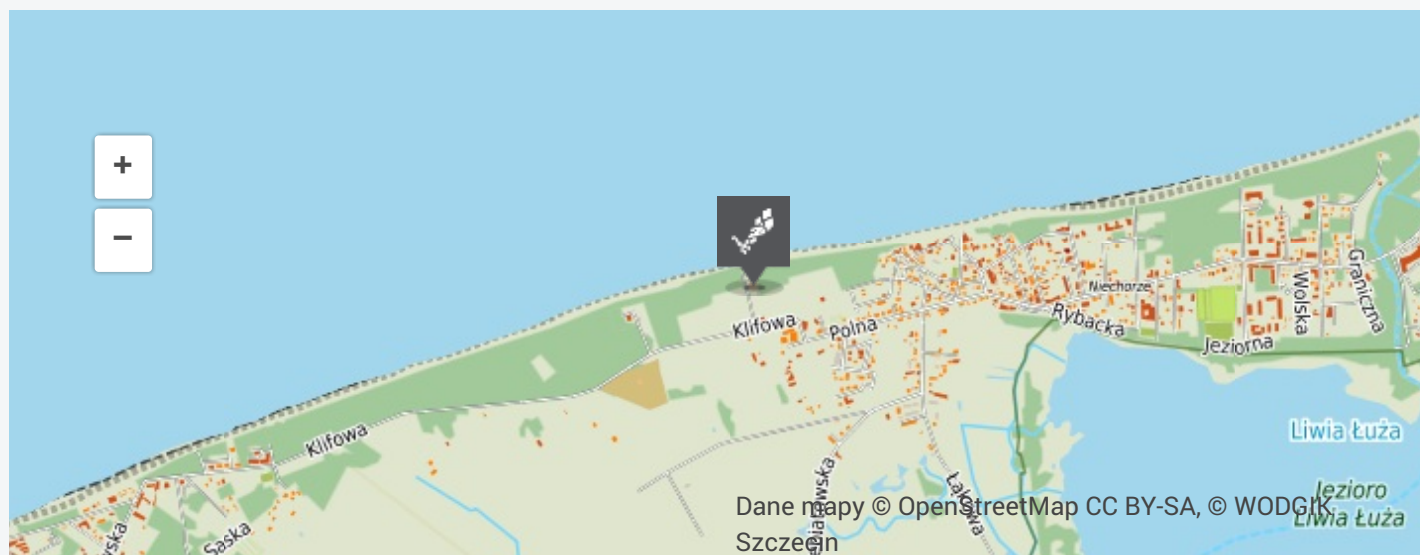 +
−
Niechorze
Graniczna
Wolska
Klifowa
Polna
Rybacka
Jeziorna
Klifowa
Liwia Łuża
Łąkowa
Saska
Jezioro
Liwia Łuża
Dane mapy © OpenStreetMap CC BY-SA, © WODGIK
Szczecin